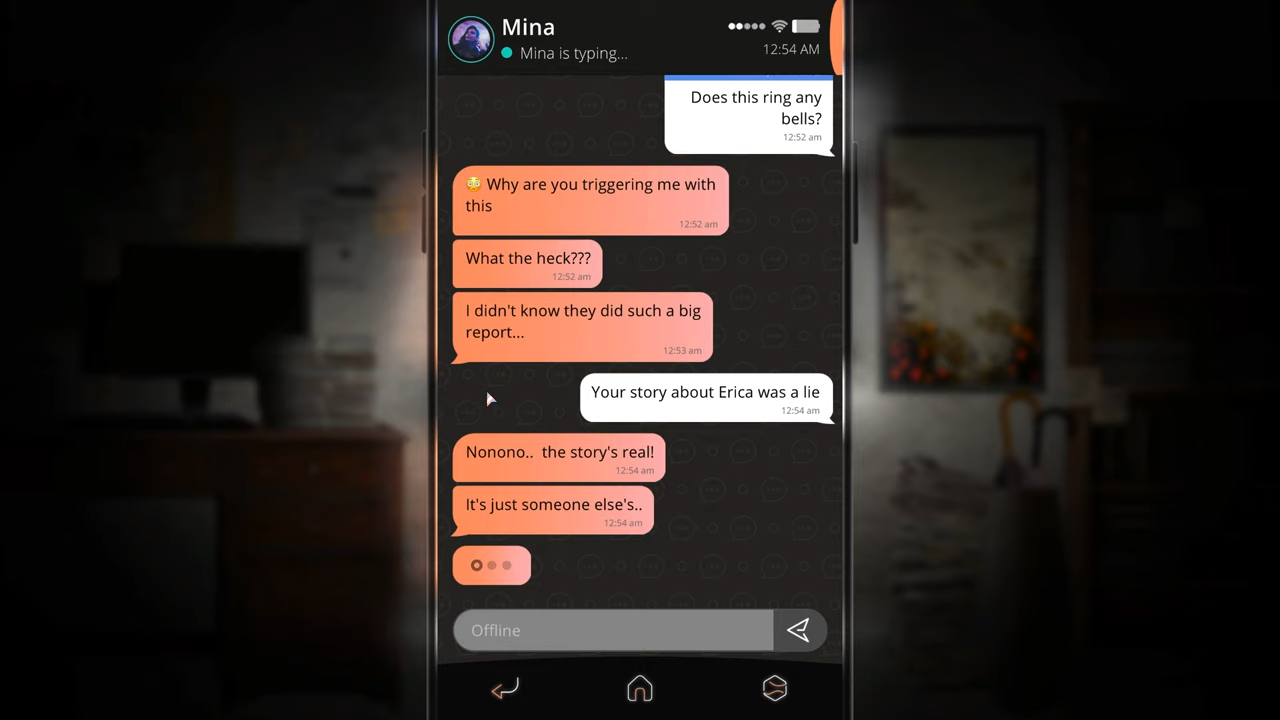 Mina
Mina is typing...
12:54 AM
Does this ring any
bells?
12:52 am
😳 Why are you triggering me with
this
12:52 am
What the heck???
12:52 am
I didn't know they did such a big
report...
12:53 am
Your story about Erica was a lie
12:54 am
Nonono..  the story's real!
12:54 am
It's just someone else's..
12:54 am
Offline